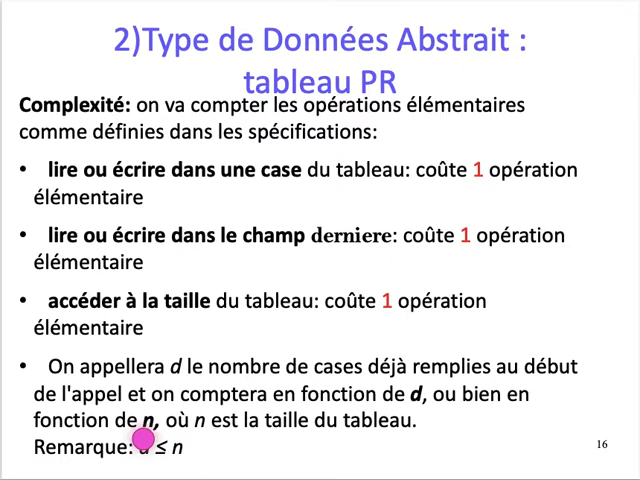 2)Type de Données Abstrait :
tableau PR
Complexité: on va compter les opérations élémentaires
comme définies dans les spécifications:
• lire ou écrire dans une case du tableau: coûte 1 opération
élémentaire
• lire ou écrire dans le champ derniere: coûte 1 opération
élémentaire
• accéder à la taille du tableau: coûte 1 opération
élémentaire
• On appellera d le nombre de cases déjà remplies au début
de l'appel et on comptera en fonction de d, ou bien en
fonction de n, où n est la taille du tableau.
Remarque: d ≤ n
16